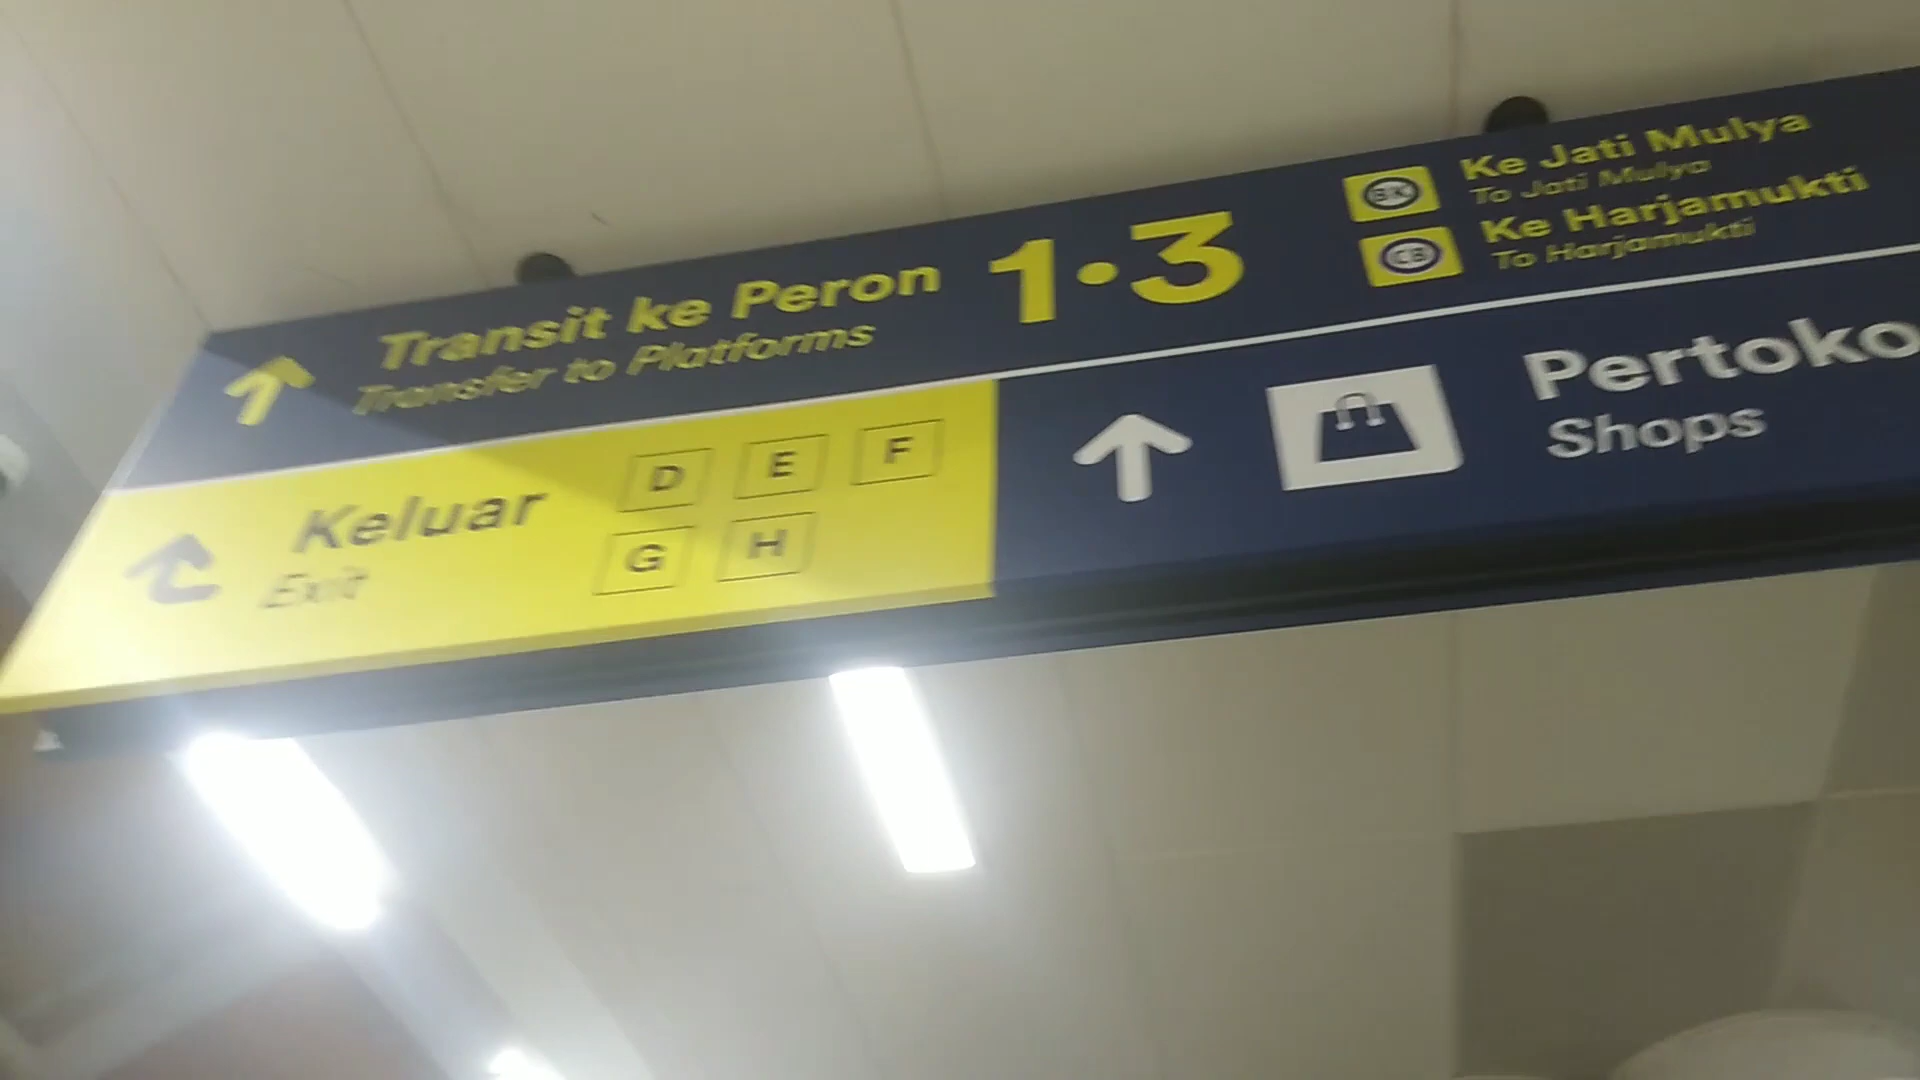 Transit ke Peron 1·3
Transfer to Platforms
BK Ke Jati Mulya
To Jati Mulya
CB Ke Harjamukti
To Harjamukti
Keluar
Exit
D E F
G H
Pertoko
Shops